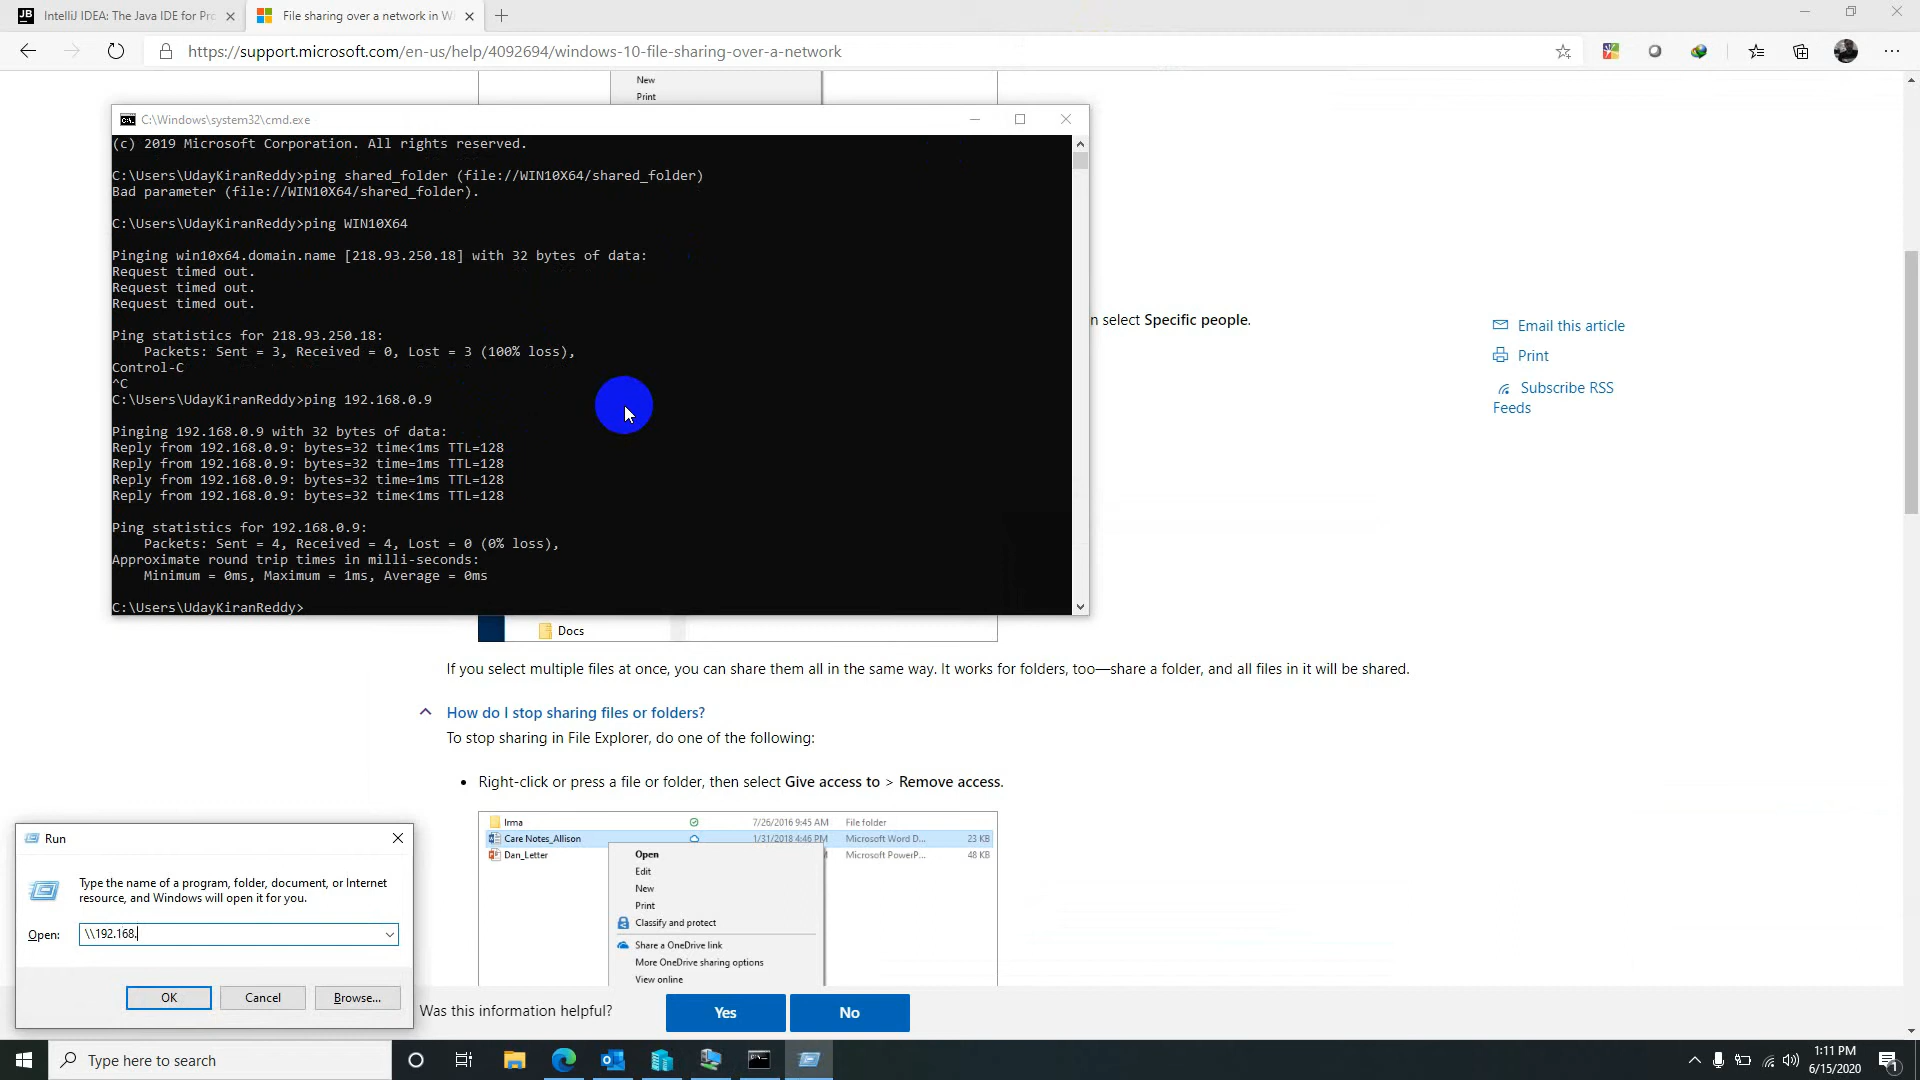 IntelliJ IDEA: The Java IDE for Pro
File sharing over a network in W
https://support.microsoft.com/en-us/help/4092694/windows-10-file-sharing-over-a-network
New
Print
C:\Windows\system32\cmd.exe
(c) 2019 Microsoft Corporation. All rights reserved.
C:\Users\UdayKiranReddy>ping shared_folder (file://WIN10X64/shared_folder)
Bad parameter (file://WIN10X64/shared_folder).
C:\Users\UdayKiranReddy>ping WIN10X64
Pinging win10x64.domain.name [218.93.250.18] with 32 bytes of data:
Request timed out.
Request timed out.
Request timed out.
Ping statistics for 218.93.250.18:
Packets: Sent = 3, Received = 0, Lost = 3 (100% loss),
Control-C
^C
C:\Users\UdayKiranReddy>ping 192.168.0.9
Pinging 192.168.0.9 with 32 bytes of data:
Reply from 192.168.0.9: bytes=32 time<1ms TTL=128
Reply from 192.168.0.9: bytes=32 time=1ms TTL=128
Reply from 192.168.0.9: bytes=32 time=1ms TTL=128
Reply from 192.168.0.9: bytes=32 time<1ms TTL=128
Ping statistics for 192.168.0.9:
Packets: Sent = 4, Received = 4, Lost = 0 (0% loss),
Approximate round trip times in milli-seconds:
Minimum = 0ms, Maximum = 1ms, Average = 0ms
C:\Users\UdayKiranReddy>
n select Specific people.
Email this article
Print
Subscribe RSS
Feeds
Docs
If you select multiple files at once, you can share them all in the same way. It works for folders, too—share a folder, and all files in it will be shared.
How do I stop sharing files or folders?
To stop sharing in File Explorer, do one of the following:
• Right-click or press a file or folder, then select Give access to > Remove access.
Irma 7/26/2016 9:45 AM File folder
Care Notes_Allison 1/31/2018 4:46 PM Microsoft Word D... 23 KB
Dan_Letter Microsoft PowerP... 48 KB
Open
Edit
New
Print
Classify and protect
Share a OneDrive link
More OneDrive sharing options
View online
Was this information helpful? Yes No
Run
Type the name of a program, folder, document, or Internet
resource, and Windows will open it for you.
Open: \\192.168.
OK Cancel Browse...
Type here to search
1:11 PM
6/15/2020
1